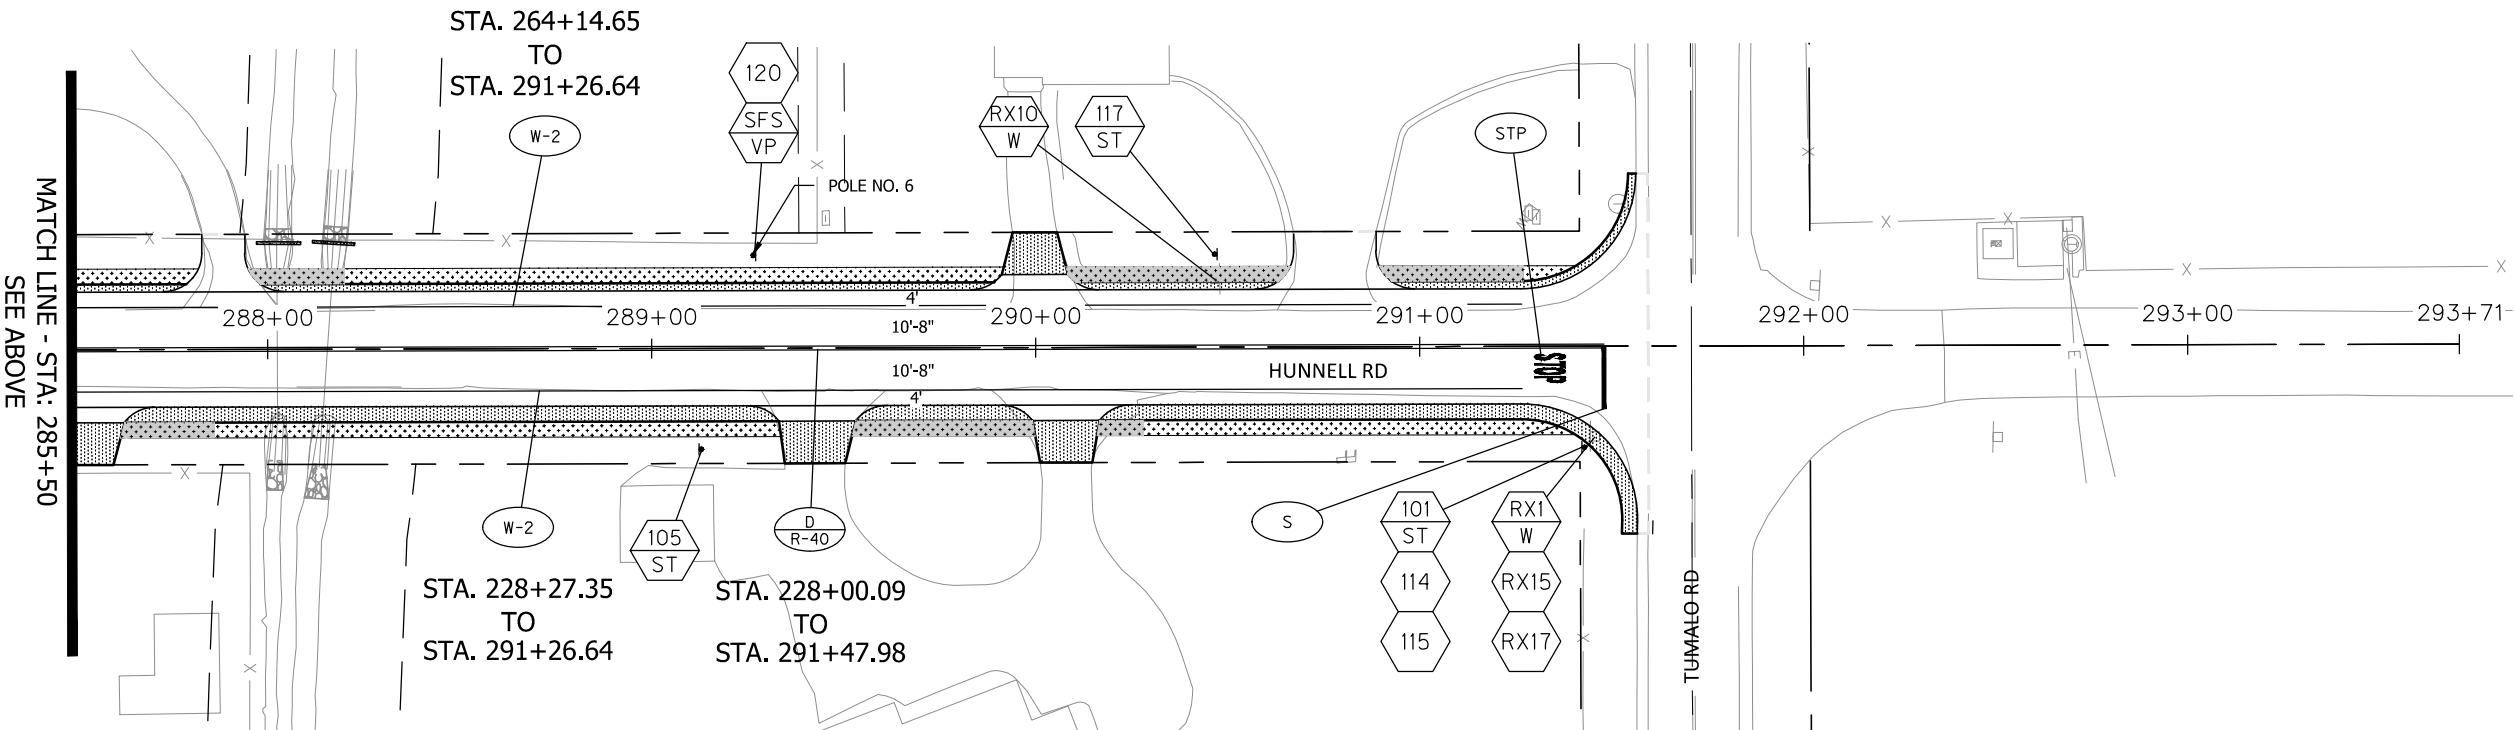 STA. 264+14.65
TO
STA. 291+26.64
W-2
120
SFS
VP
POLE NO. 6
RX10
W
117
ST
STP
MATCH LINE - STA: 285+50
SEE ABOVE
288+00
289+00
290+00
291+00
292+00
293+00
293+71
4'
10'-8"
10'-8"
4'
HUNNELL RD
STOP
W-2
STA. 228+27.35
TO
STA. 291+26.64
105
ST
D
R-40
STA. 228+00.09
TO
STA. 291+47.98
S
101
ST
114
115
RX1
W
RX15
RX17
TUMALO RD
X
X
X
X
X
X
X
X
X
X
X
E